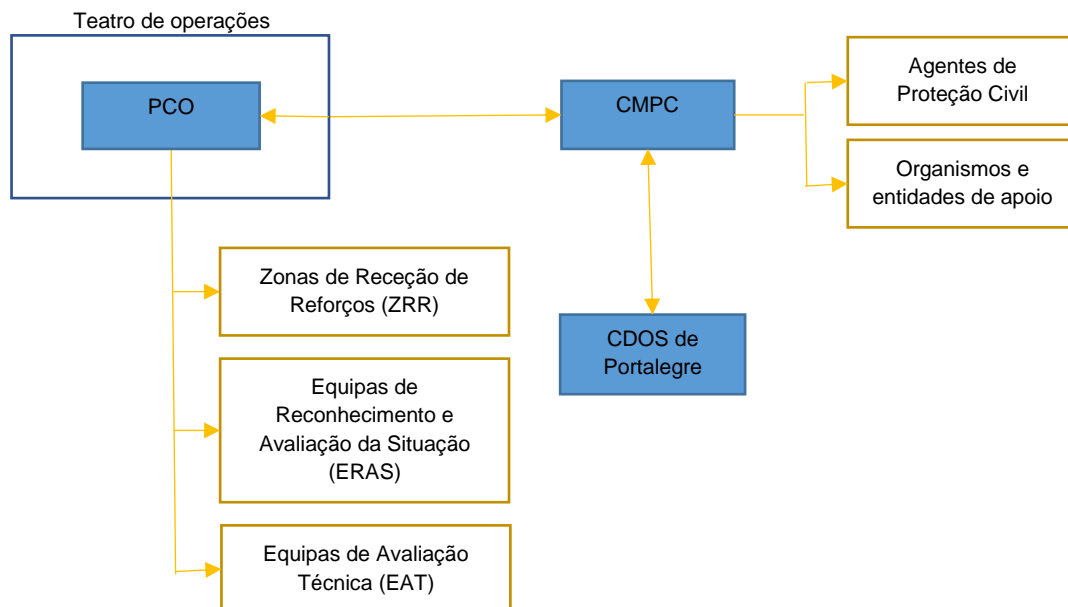 Teatro de operações
PCO
CMPC
Agentes de
Proteção Civil
Organismos e
entidades de apoio
Zonas de Receção de
Reforços (ZRR)
CDOS de
Portalegre
Equipas de
Reconhecimento e
Avaliação da Situação
(ERAS)
Equipas de Avaliação
Técnica (EAT)